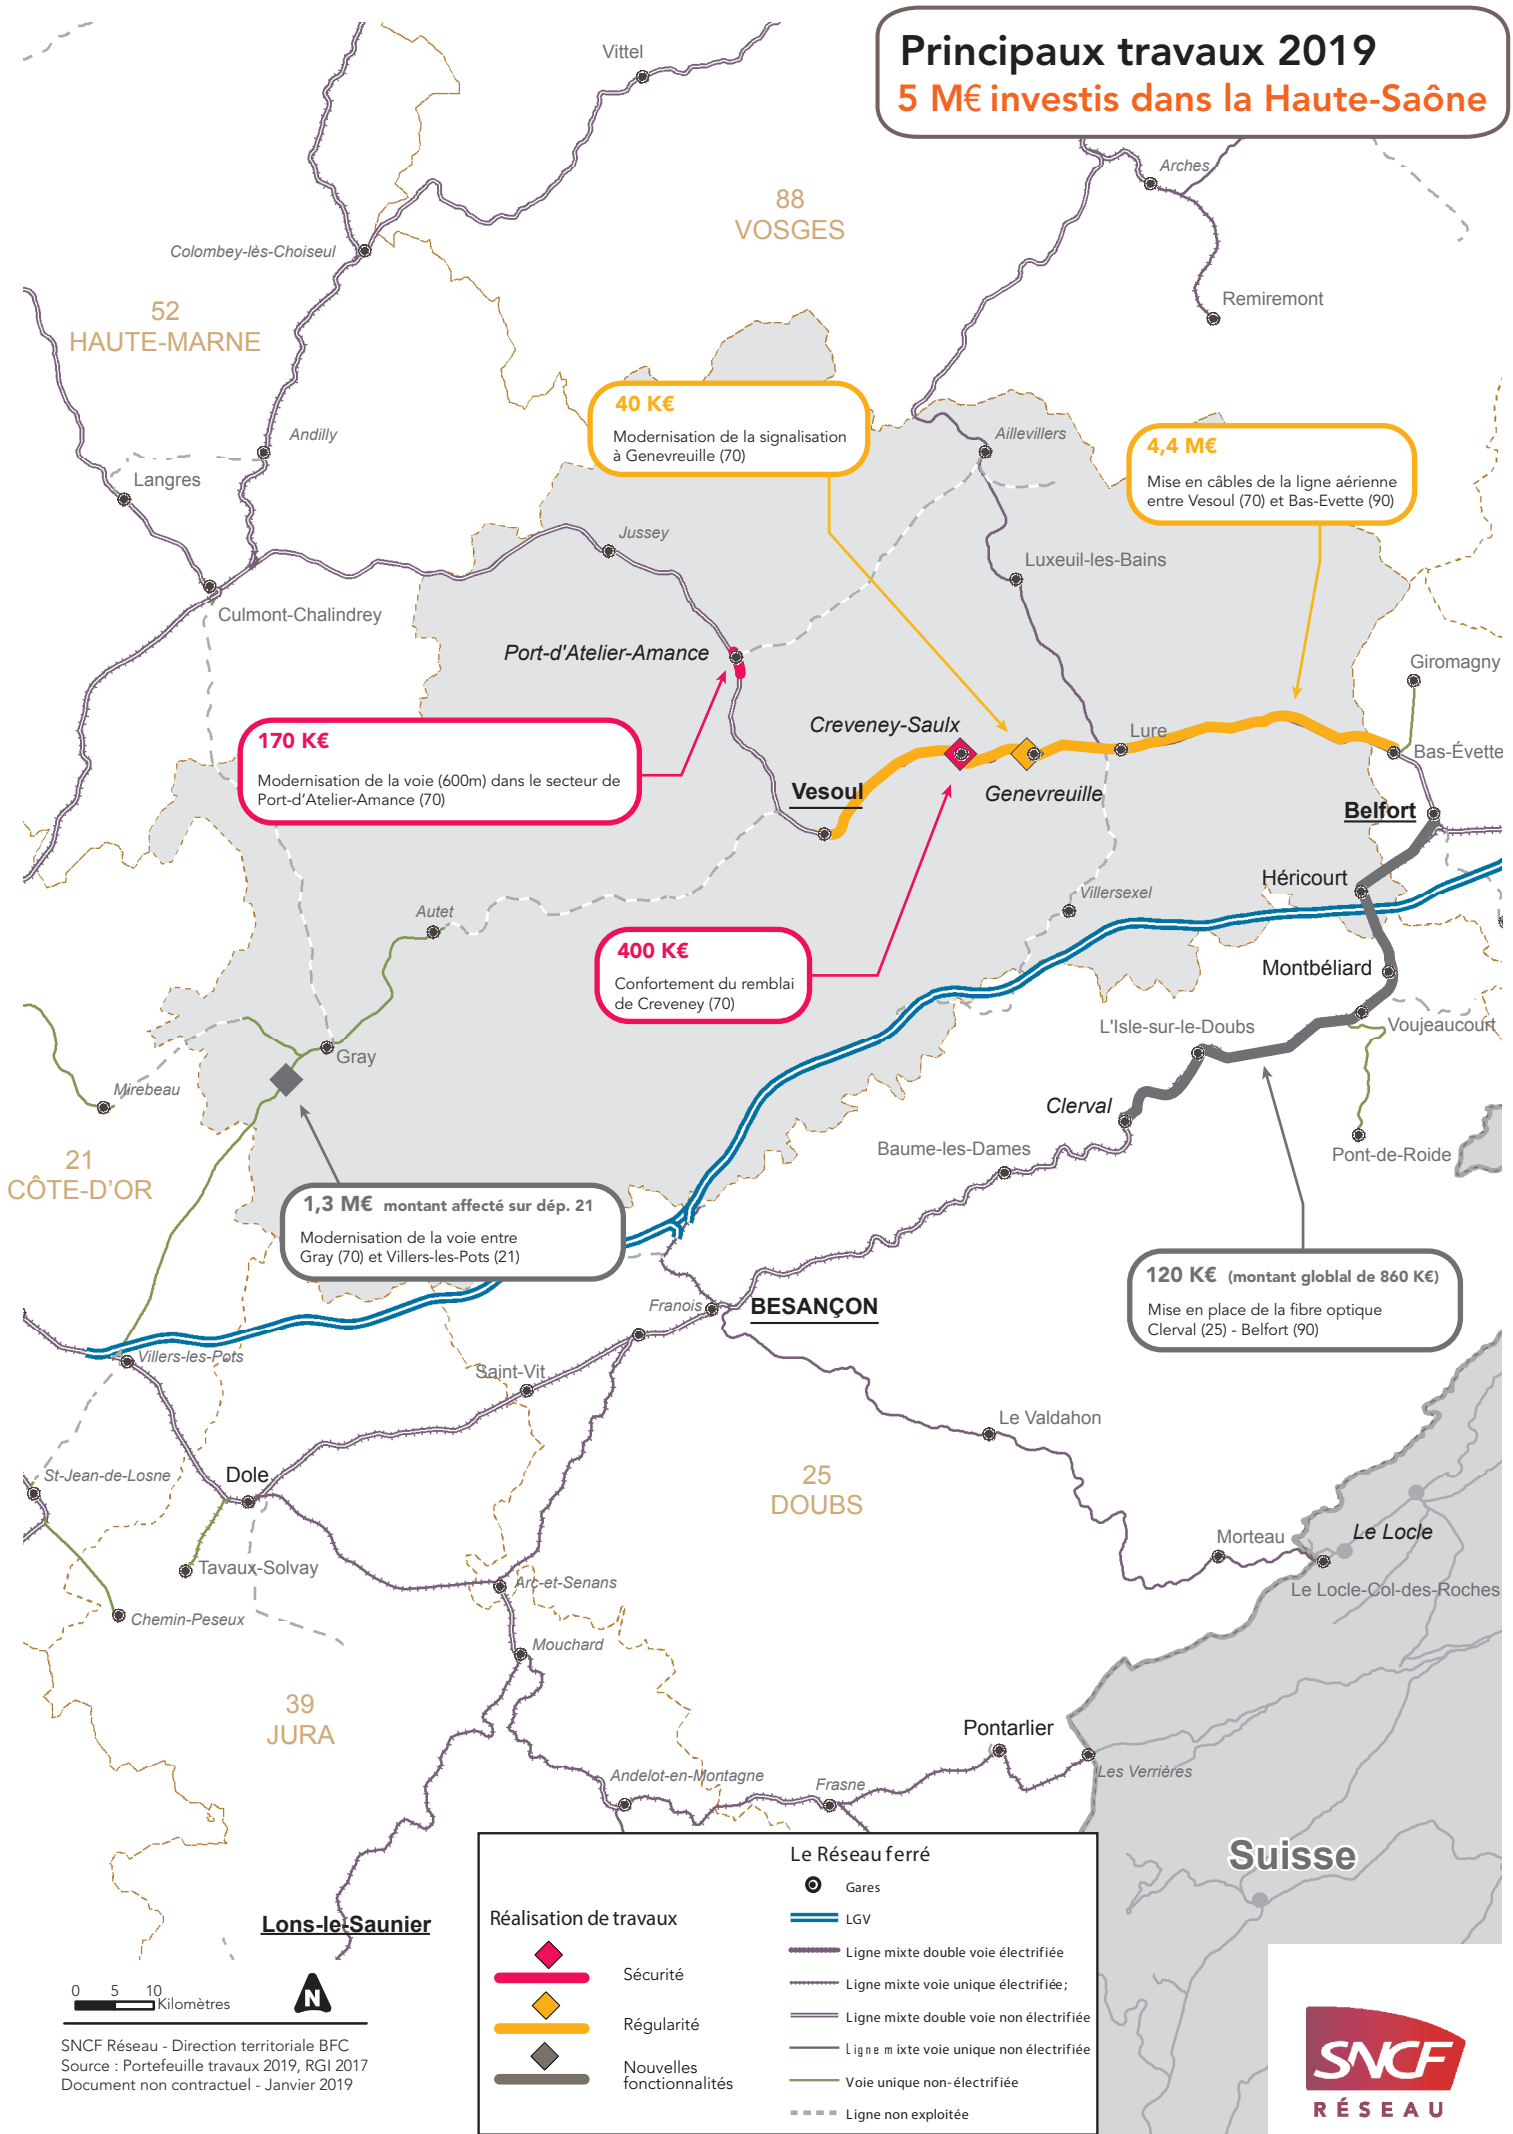 Principaux travaux 2019
5 M€ investis dans la Haute-Saône
Vittel
Arches
88
VOSGES
Colombey-lès-Choiseul
Remiremont
52
HAUTE-MARNE
40 K€
Modernisation de la signalisation
à Genevreuille (70)
Andilly
Aillevillers
4,4 M€
Mise en câbles de la ligne aérienne
entre Vesoul (70) et Bas-Evette (90)
Langres
Jussey
Luxeuil-les-Bains
Culmont-Chalindrey
Port-d'Atelier-Amance
Giromagny
170 K€
Modernisation de la voie (600m) dans le secteur de
Port-d'Atelier-Amance (70)
Creveney-Saulx
Lure
Bas-Évette
Vesoul
Genevreuille
Belfort
Héricourt
Villersexel
Autet
400 K€
Confortement du remblai
de Creveney (70)
Montbéliard
L'Isle-sur-le-Doubs
Voujeaucourt
Gray
Mirebeau
Clerval
Baume-les-Dames
Pont-de-Roide
21
CÔTE-D'OR
1,3 M€ montant affecté sur dép. 21
Modernisation de la voie entre
Gray (70) et Villers-les-Pots (21)
120 K€ (montant globlal de 860 K€)
Mise en place de la fibre optique
Clerval (25) - Belfort (90)
Franois
BESANÇON
Villers-les-Pots
Saint-Vit
Le Valdahon
St-Jean-de-Losne
Dole
25
DOUBS
Morteau
Le Locle
Tavaux-Solvay
Arc-et-Senans
Le Locle-Col-des-Roches
Chemin-Peseux
Mouchard
39
JURA
Pontarlier
Les Verrières
Andelot-en-Montagne
Frasne
Suisse
Lons-le-Saunier
Réalisation de travaux
Sécurité
Régularité
Nouvelles
fonctionnalités
Le Réseau ferré
Gares
LGV
Ligne mixte double voie électrifiée
Ligne mixte voie unique électrifiée;
Ligne mixte double voie non électrifiée
Ligne mixte voie unique non électrifiée
Voie unique non-électrifiée
Ligne non exploitée
0 5 10
Kilomètres
N
SNCF Réseau - Direction territoriale BFC
Source : Portefeuille travaux 2019, RGI 2017
Document non contractuel - Janvier 2019
SNCF
RÉSEAU